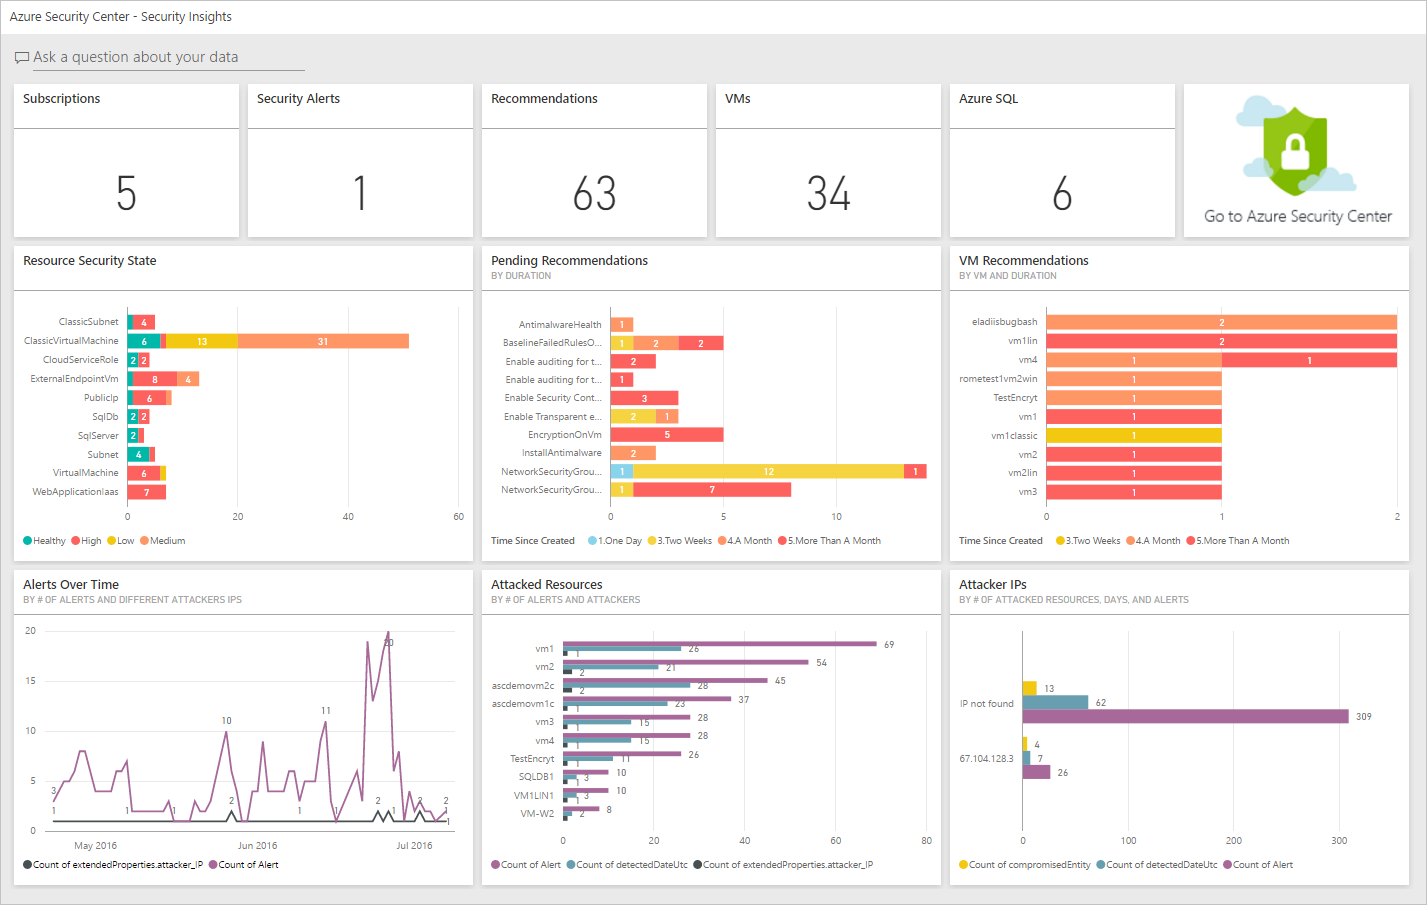 Azure Security Center - Security Insights
Ask a question about your data
Subscriptions
5
Security Alerts
1
Recommendations
63
VMs
34
Azure SQL
6
Go to Azure Security Center
Resource Security State
ClassicSubnet 4
ClassicVirtualMachine 6 13 31
CloudServiceRole 2 2
ExternalEndpointVm 8 4
PublicIp 6
SqlDb 2 2
SqlServer 2
Subnet 4
VirtualMachine 6
WebApplicationIaas 7
0 20 40 60
Healthy High Low Medium
Pending Recommendations
BY DURATION
AntimalwareHealth 1
BaselineFailedRulesO... 1 2 2
Enable auditing for t... 2
Enable auditing for t... 1
Enable Security Cont... 3
Enable Transparent e... 2 1
EncryptionOnVm 5
InstallAntimalware 2
NetworkSecurityGrou... 1 12 1
NetworkSecurityGrou... 1 7
0 5 10
Time Since Created 1.One Day 3.Two Weeks 4.A Month 5.More Than A Month
VM Recommendations
BY VM AND DURATION
eladiisbugbash 2
vm1lin 2
vm4 1 1
rometest1vm2win 1
TestEncryt 1
vm1 1
vm1classic 1
vm2 1
vm2lin 1
vm3 1
0 1 2
Time Since Created 3.Two Weeks 4.A Month 5.More Than A Month
Alerts Over Time
BY # OF ALERTS AND DIFFERENT ATTACKERS IPS
20
20
15
11
10
10
5
3
2 2 2 2
1 1 1 1 1 1 1 1
0
May 2016 Jun 2016 Jul 2016
Count of extendedProperties.attacker_IP Count of Alert
Attacked Resources
BY # OF ALERTS AND ATTACKERS
vm1 69 26 1
vm2 54 21 2
ascdemovm2c 45 28 2
ascdemovm1c 37 23 1
vm3 28 15 1
vm4 28 15 1
TestEncryt 26 11 1
SQLDB1 10 3 1
VM1LIN1 10 3 1
VM-W2 8 2
0 20 40 60 80
Count of Alert Count of detectedDateUtc Count of extendedProperties.attacker_IP
Attacker IPs
BY # OF ATTACKED RESOURCES, DAYS, AND ALERTS
IP not found 13 62 309
67.104.128.3 4 7 26
0 100 200 300
Count of compromisedEntity Count of detectedDateUtc Count of Alert